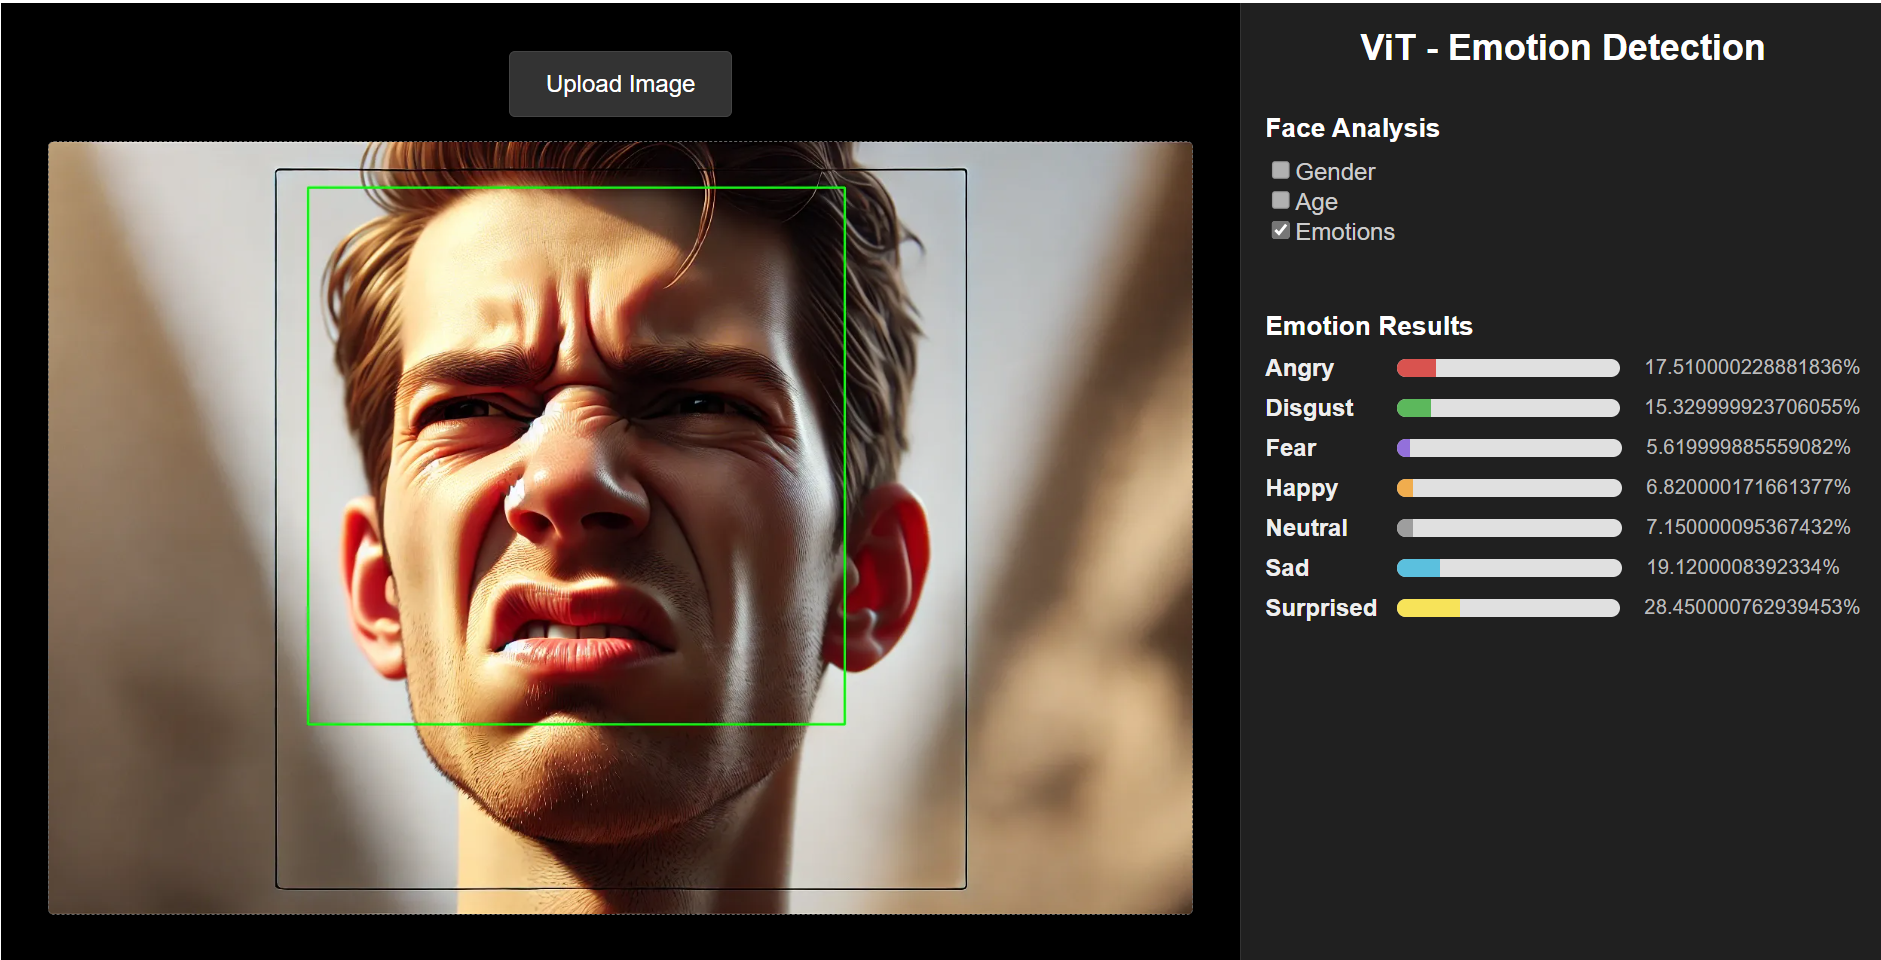 Upload Image
ViT - Emotion Detection
Face Analysis
Gender
Age
Emotions
Emotion Results
Angry 17.510000228881836%
Disgust 15.329999923706055%
Fear 5.619999885559082%
Happy 6.820000171661377%
Neutral 7.150000095367432%
Sad 19.1200008392334%
Surprised 28.450000762939453%